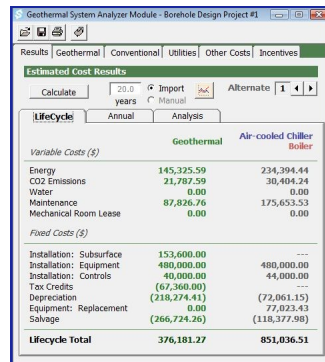 Geothermal System Analyzer Module - Borehole Design Project #1
Results Geothermal Conventional Utilities Other Costs Incentives
Estimated Cost Results
Calculate 20.0 years Import Manual Alternate 1
LifeCycle Annual Analysis
Variable Costs ($) Geothermal Air-cooled Chiller
Boiler
Energy 145,325.59 234,394.44
CO2 Emissions 21,787.59 30,404.24
Water 0.00 0.00
Maintenance 87,826.76 175,653.53
Mechanical Room Lease 0.00 0.00
Fixed Costs ($)
Installation: Subsurface 153,600.00
Installation: Equipment 480,000.00 480,000.00
Installation: Controls 40,000.00 44,000.00
Tax Credits (67,360.00)
Depreciation (218,274.41) (72,061.15)
Equipment: Replacement 0.00 77,023.43
Salvage (266,724.26) (118,377.98)
Lifecycle Total 376,181.27 851,036.51